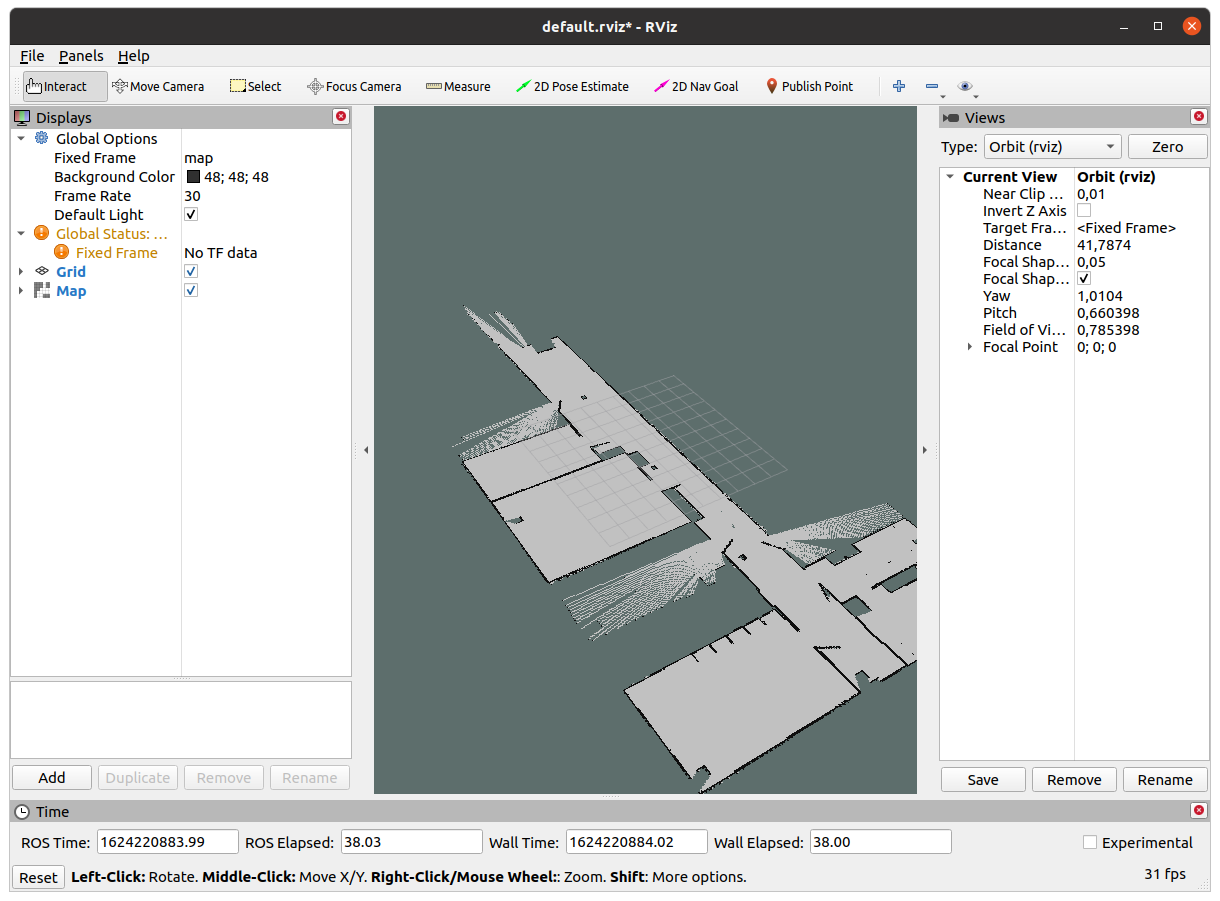 default.rviz* - RViz
File Panels Help
Interact Move Camera Select Focus Camera Measure 2D Pose Estimate 2D Nav Goal Publish Point
Displays
Global Options
Fixed Frame map
Background Color 48; 48; 48
Frame Rate 30
Default Light
Global Status: ...
Fixed Frame No TF data
Grid
Map
Add Duplicate Remove Rename
Views
Type: Orbit (rviz) Zero
Current View Orbit (rviz)
Near Clip ... 0,01
Invert Z Axis
Target Fra... <Fixed Frame>
Distance 41,7874
Focal Shap... 0,05
Focal Shap...
Yaw 1,0104
Pitch 0,660398
Field of Vi... 0,785398
Focal Point 0; 0; 0
Save Remove Rename
Time
ROS Time: 1624220883.99 ROS Elapsed: 38.03 Wall Time: 1624220884.02 Wall Elapsed: 38.00 Experimental
Reset Left-Click: Rotate. Middle-Click: Move X/Y. Right-Click/Mouse Wheel:: Zoom. Shift: More options. 31 fps